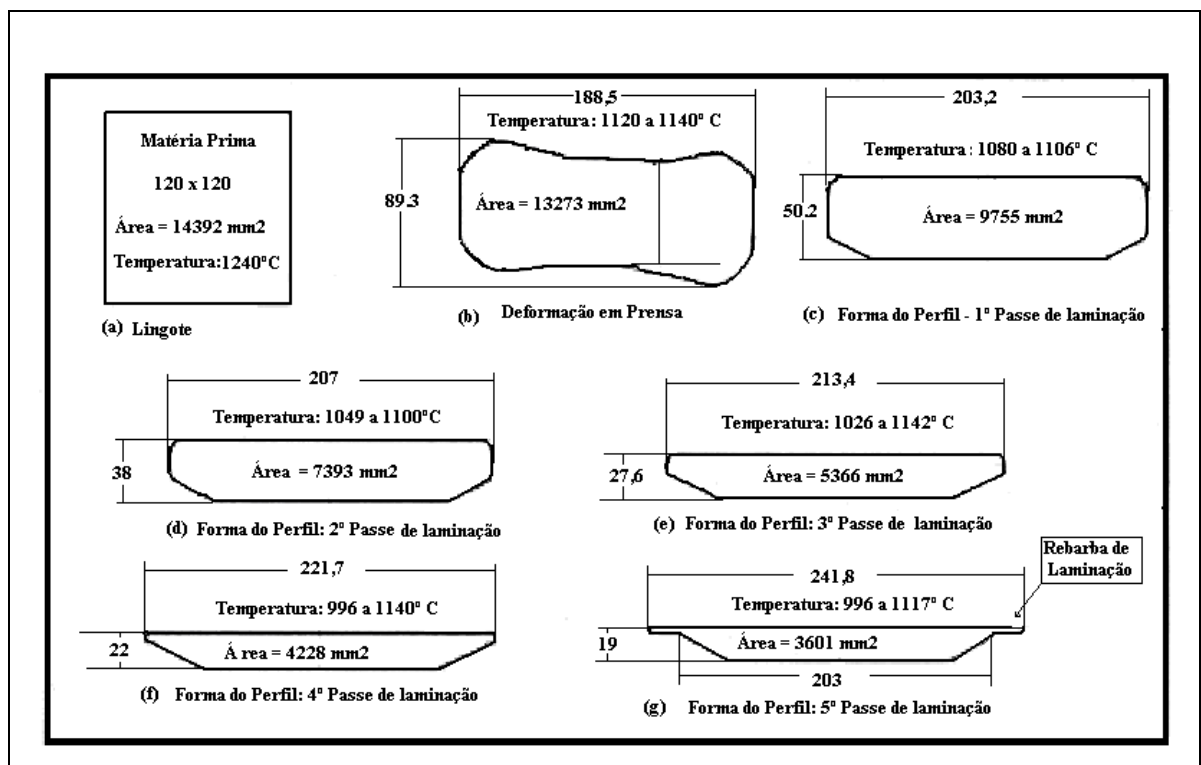 Matéria Prima
120 x 120
Área = 14392 mm2
Temperatura:1240°C
(a) Lingote
188,5
Temperatura: 1120 a 1140° C
89.3
Área = 13273 mm2
(b) Deformação em Prensa
203,2
Temperatura : 1080 a 1106° C
50.2
Área = 9755 mm2
(c) Forma do Perfil - 1º Passe de laminação
207
Temperatura: 1049 a 1100°C
38
Área = 7393 mm2
(d) Forma do Perfil: 2º Passe de laminação
213,4
Temperatura: 1026 a 1142° C
27,6
Área = 5366 mm2
(e) Forma do Perfil: 3º Passe de laminação
221,7
Temperatura: 996 a 1140° C
22
Á rea = 4228 mm2
(f) Forma do Perfil: 4º Passe de laminação
Rebarba de
Laminação
241,8
Temperatura: 996 a 1117° C
19
Área = 3601 mm2
203
(g) Forma do Perfil: 5º Passe de laminação